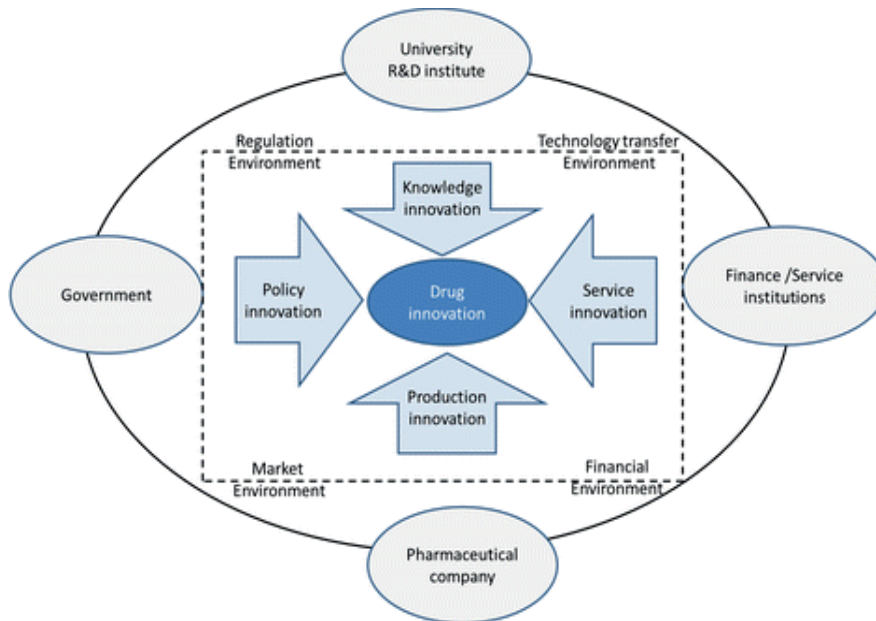 University
R&D institute
Regulation
Environment
Technology transfer
Environment
Knowledge
innovation
Government
Policy
innovation
Drug
innovation
Service
innovation
Finance /Service
institutions
Production
innovation
Market
Environment
Financial
Environment
Pharmaceutical
company